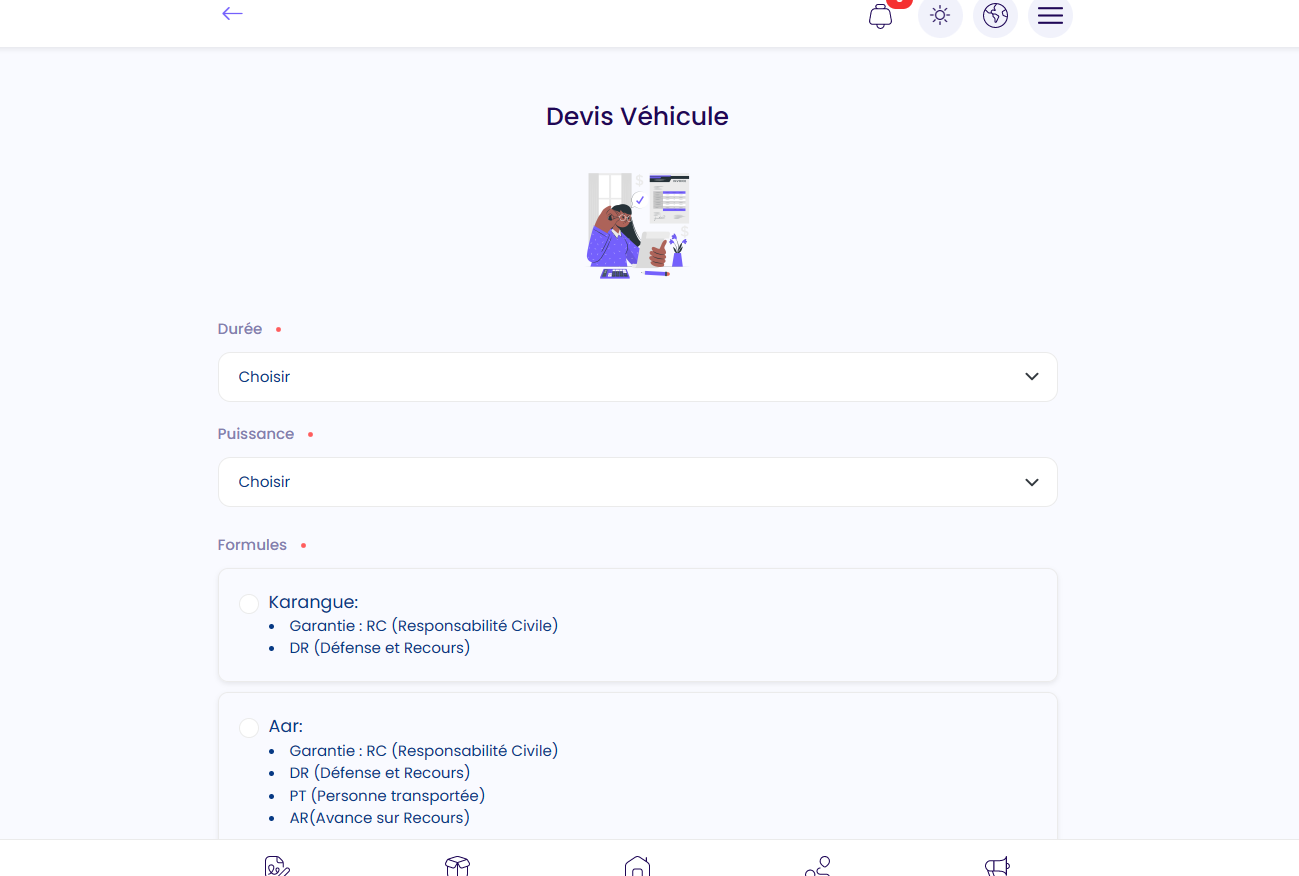 Devis Véhicule
Durée
Choisir
Puissance
Choisir
Formules
Karangue:
Garantie : RC (Responsabilité Civile)
DR (Défense et Recours)
Aar:
Garantie : RC (Responsabilité Civile)
DR (Défense et Recours)
PT (Personne transportée)
AR(Avance sur Recours)